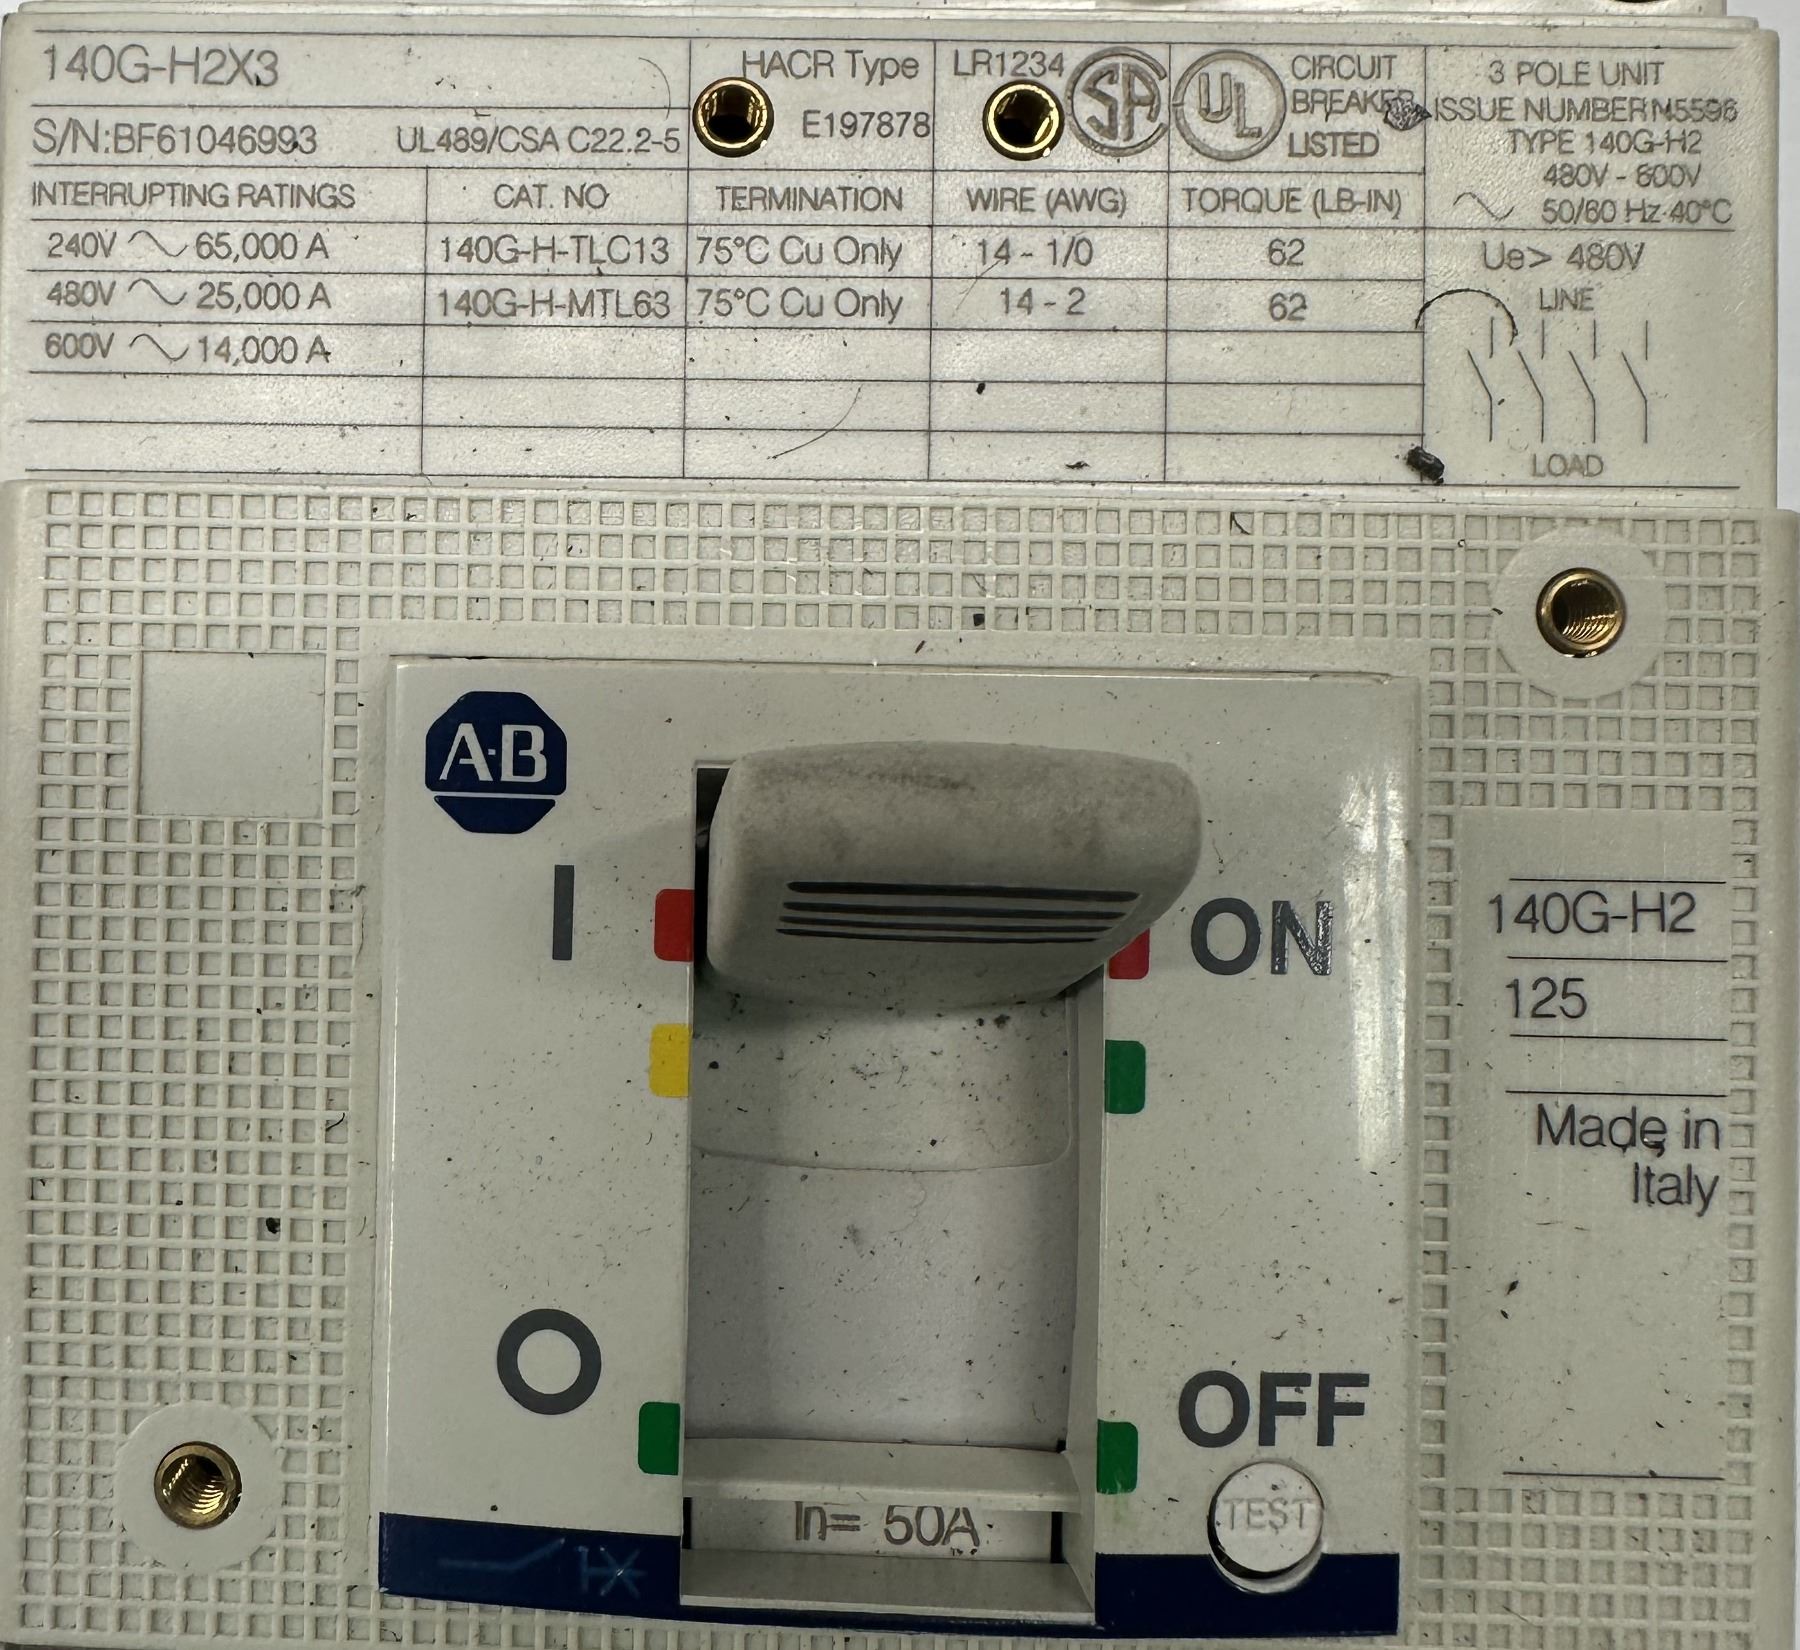 140G-H2X3
S/N:BF61046993 UL489/CSA C22.2-5
HACR Type
E197878
LR1234
SA
UL
CIRCUIT
BREAKER
LISTED
3 POLE UNIT
ISSUE NUMBER N5596
TYPE 140G-H2
480V - 600V
50/60 Hz 40°C
INTERRUPTING RATINGS CAT. NO TERMINATION WIRE (AWG) TORQUE (LB-IN)
240V ~ 65,000 A 140G-H-TLC13 75°C Cu Only 14 - 1/0 62
480V ~ 25,000 A 140G-H-MTL63 75°C Cu Only 14 - 2 62
600V ~ 14,000 A
Ue> 480V
LINE
LOAD
A·B
I ON
140G-H2
125
Made in
Italy
O OFF
TEST
In= 50A